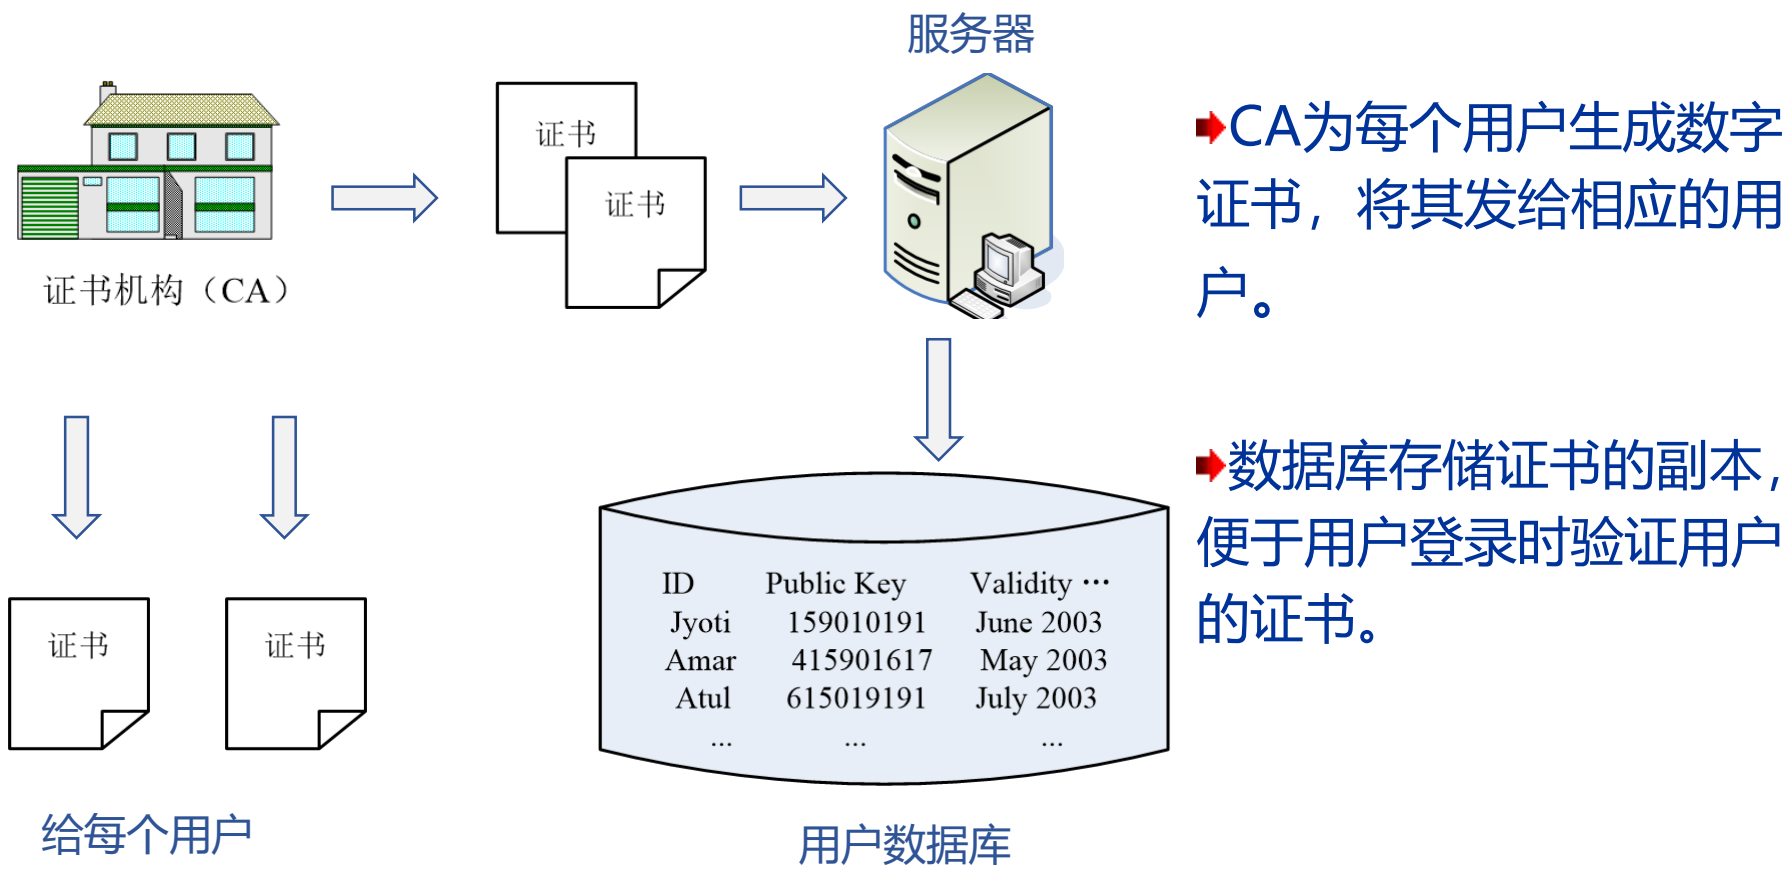 服务器
证书
证书
证书机构（CA）
➡CA为每个用户生成数字
证书，将其发给相应的用
户。
➡数据库存储证书的副本，
便于用户登录时验证用户
的证书。
证书
证书
给每个用户
ID Public Key Validity ···
Jyoti 159010191 June 2003
Amar 415901617 May 2003
Atul 615019191 July 2003
... ... ...
用户数据库